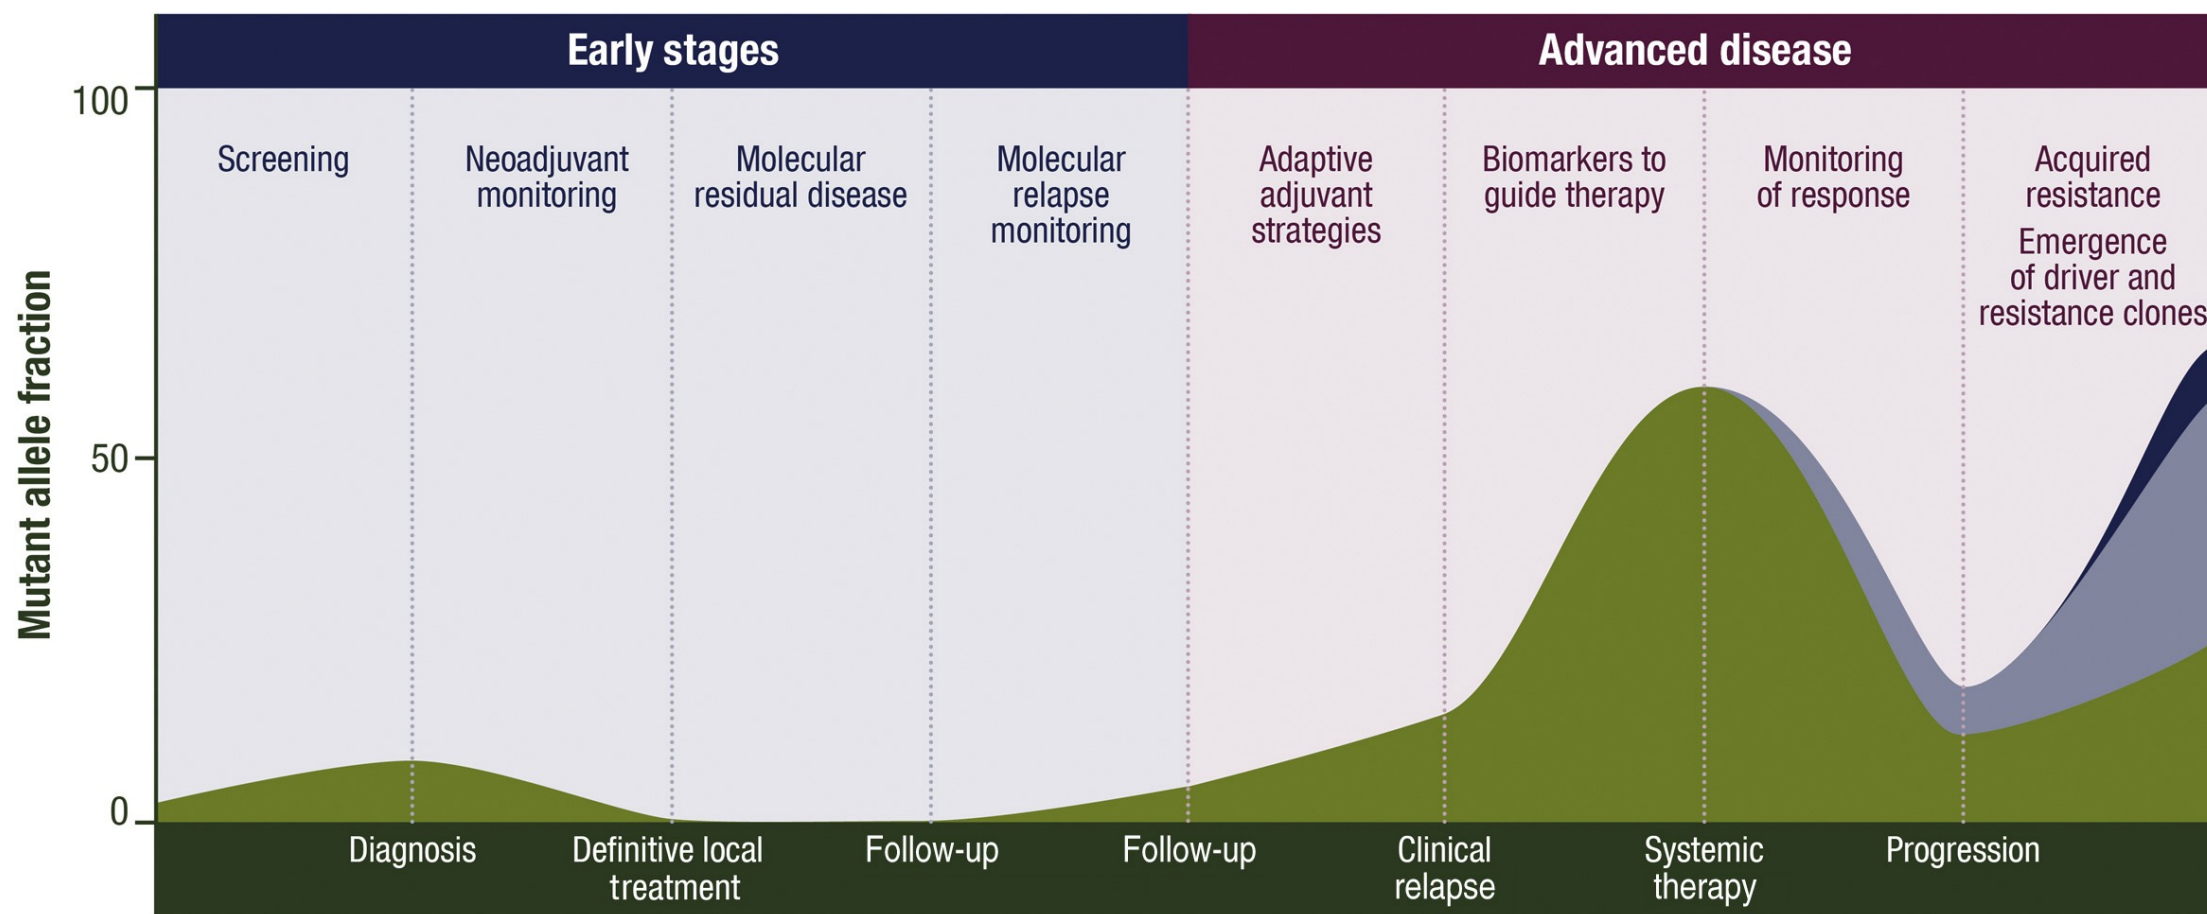 Early stages
Advanced disease
100
50
0
Mutant allele fraction
Screening
Neoadjuvant
monitoring
Molecular
residual disease
Molecular
relapse
monitoring
Adaptive
adjuvant
strategies
Biomarkers to
guide therapy
Monitoring
of response
Acquired
resistance
Emergence
of driver and
resistance clones
Diagnosis
Definitive local
treatment
Follow-up
Follow-up
Clinical
relapse
Systemic
therapy
Progression